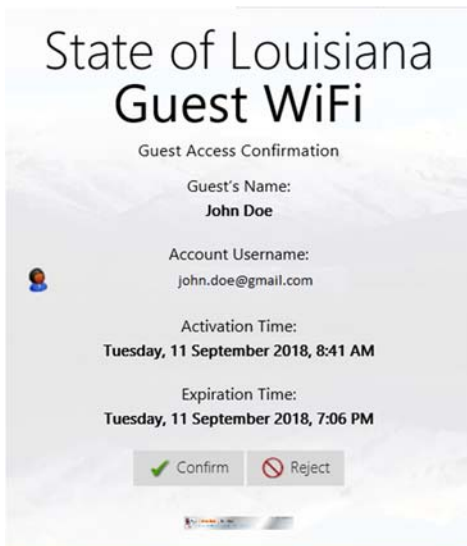 State of Louisiana
Guest WiFi
Guest Access Confirmation
Guest's Name:
John Doe
Account Username:
john.doe@gmail.com
Activation Time:
Tuesday, 11 September 2018, 8:41 AM
Expiration Time:
Tuesday, 11 September 2018, 7:06 PM
Confirm Reject